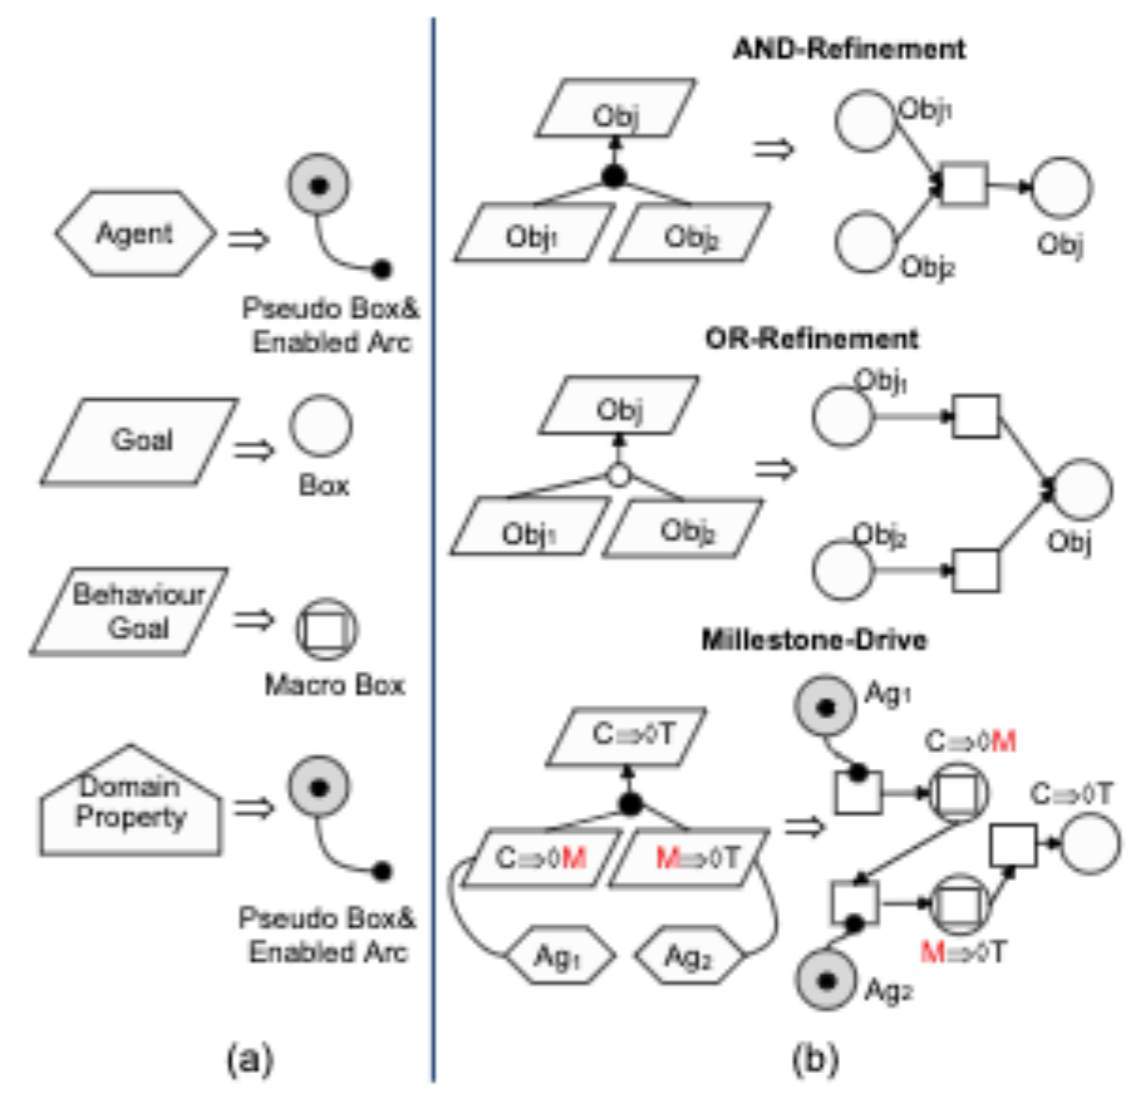 Agent
⇒
Pseudo Box&
Enabled Arc
Goal
⇒
Box
Behaviour
Goal
⇒
Macro Box
Domain
Property
⇒
Pseudo Box&
Enabled Arc
(a)
AND-Refinement
Obj
Obj1
Obj2
⇒
Obj1
Obj2
Obj
OR-Refinement
Obj
Obj1
Obj2
⇒
Obj1
Obj2
Obj
Millestone-Drive
C⇒◊T
C⇒◊M
M⇒◊T
Ag1
Ag2
⇒
Ag1
C⇒◊M
C⇒◊T
M⇒◊T
Ag2
(b)